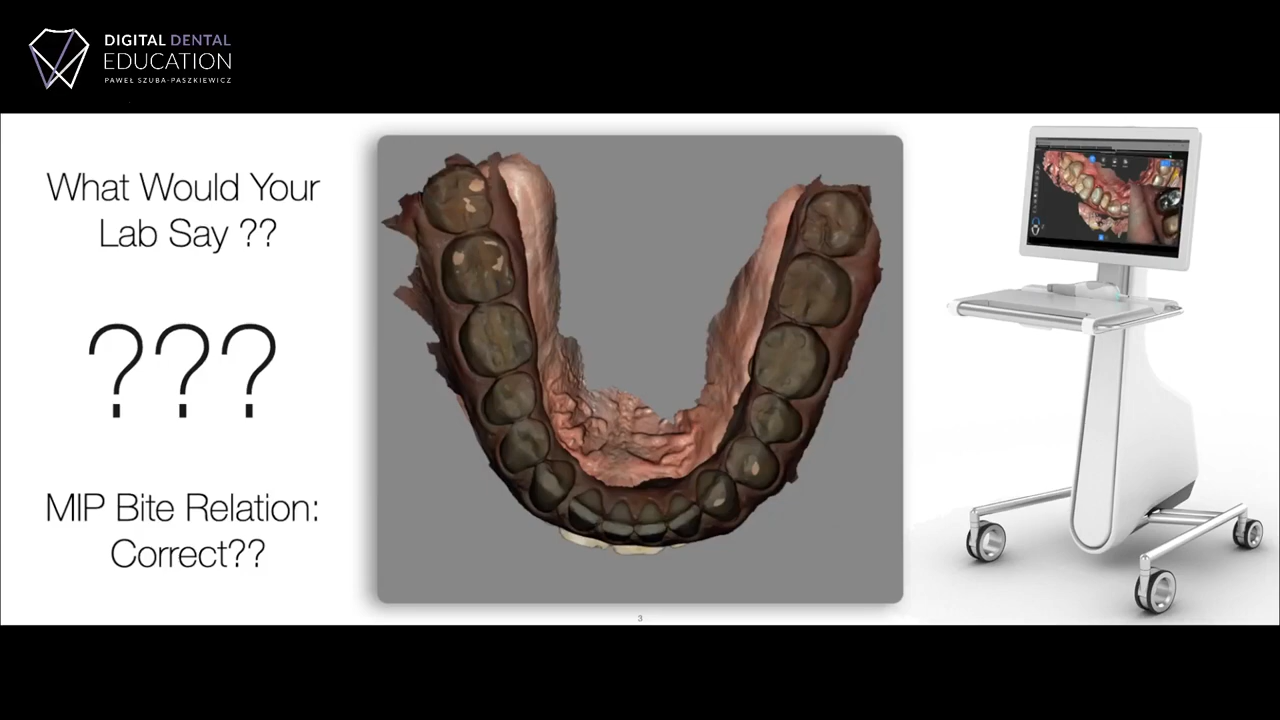 DIGITAL DENTAL
EDUCATION
PAWEŁ SZUBA-PASZKIEWICZ
What Would Your
Lab Say ??
???
MIP Bite Relation:
Correct??
3